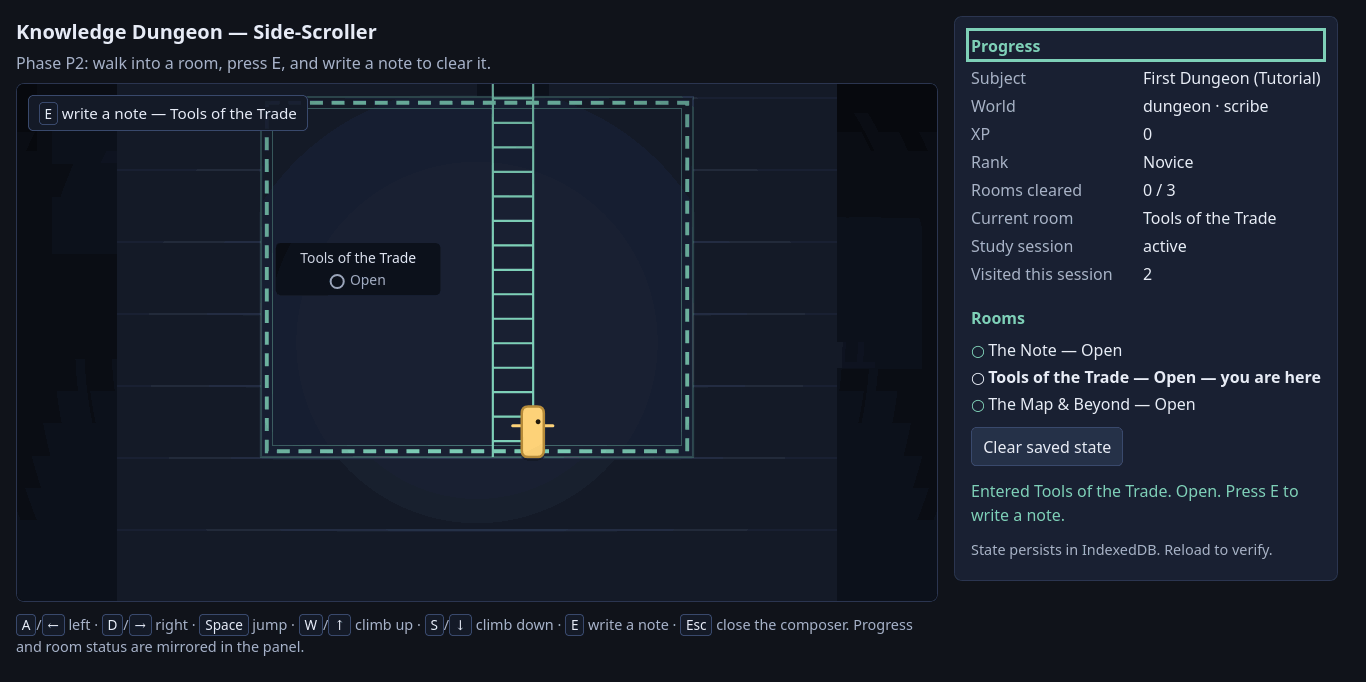 Knowledge Dungeon — Side-Scroller
Phase P2: walk into a room, press E, and write a note to clear it.
E write a note — Tools of the Trade
Tools of the Trade
Open
A/← left · D/→ right · Space jump · W/↑ climb up · S/↓ climb down · E write a note · Esc close the composer. Progress
and room status are mirrored in the panel.
Progress
Subject First Dungeon (Tutorial)
World dungeon · scribe
XP 0
Rank Novice
Rooms cleared 0 / 3
Current room Tools of the Trade
Study session active
Visited this session 2
Rooms
○ The Note — Open
○ Tools of the Trade — Open — you are here
○ The Map & Beyond — Open
Clear saved state
Entered Tools of the Trade. Open. Press E to
write a note.
State persists in IndexedDB. Reload to verify.